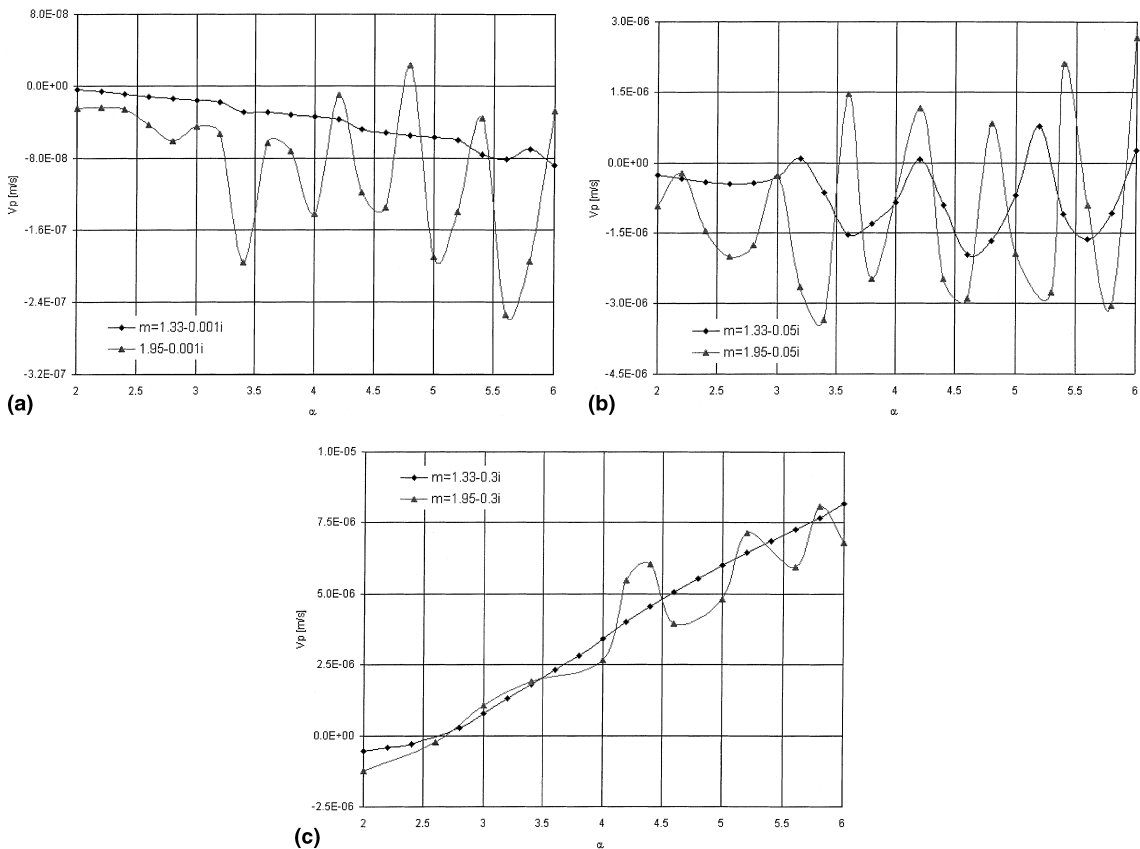 8.0E-08
0.0E+00
-8.0E-08
-1.6E-07
-2.4E-07
-3.2E-07
Vp [m/s]
m=1.33-0.001i
1.95-0.001i
2 2.5 3 3.5 4 4.5 5 5.5 6
α
(a)
3.0E-06
1.5E-06
0.0E+00
-1.5E-06
-3.0E-06
-4.5E-06
Vp [m/s]
m=1.33-0.05i
m=1.95-0.05i
2 2.5 3 3.5 4 4.5 5 5.5 6
α
(b)
1.0E-05
7.5E-06
5.0E-06
2.5E-06
0.0E+00
-2.5E-06
Vp [m/s]
m=1.33-0.3i
m=1.95-0.3i
2 2.5 3 3.5 4 4.5 5 5.5 6
α
(c)